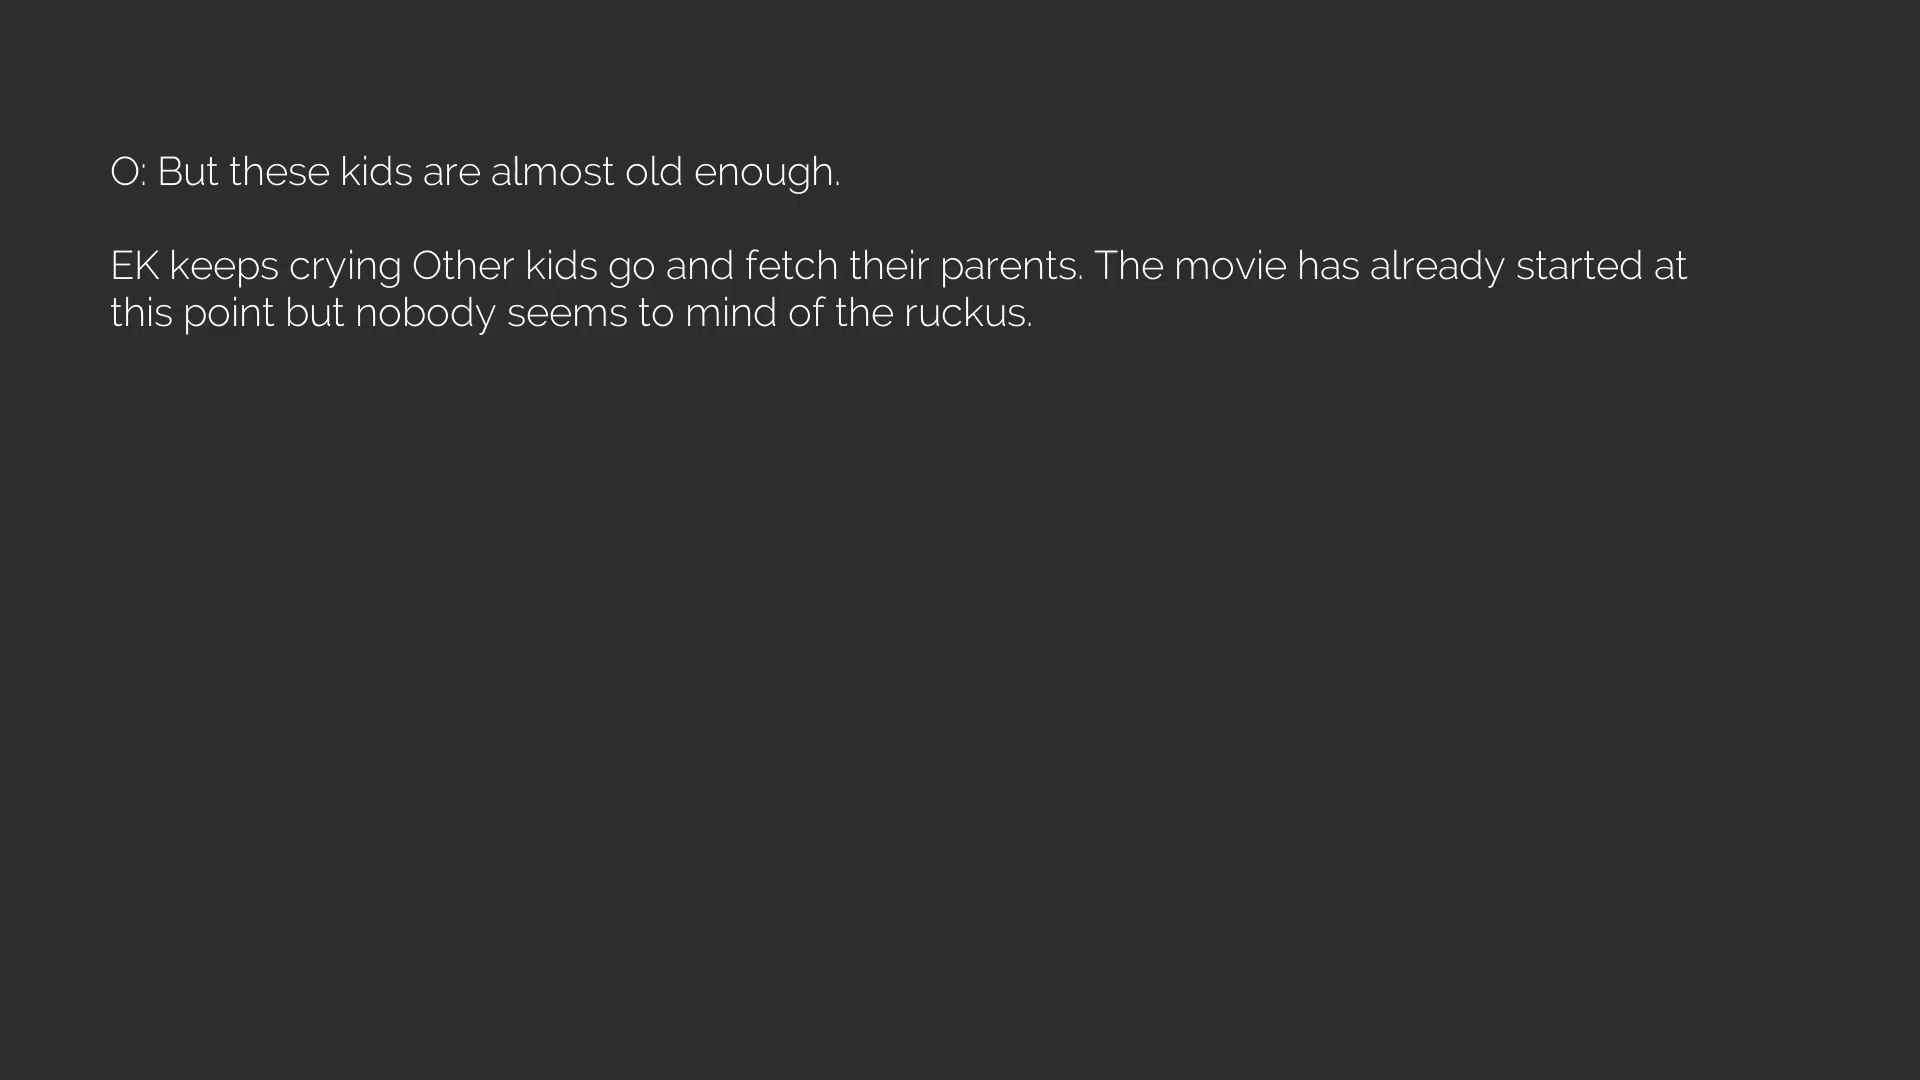 O: But these kids are almost old enough.
EK keeps crying Other kids go and fetch their parents. The movie has already started at
this point but nobody seems to mind of the ruckus.